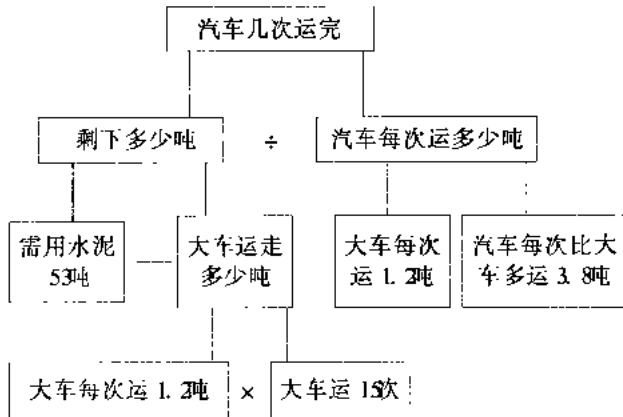 汽车几次运完
剩下多少吨 ÷ 汽车每次运多少吨
需用水泥
53吨
大车运走
多少吨
大车每次
运1.2吨
汽车每次比大
车多运3.8吨
大车每次运1.2吨 × 大车运15次